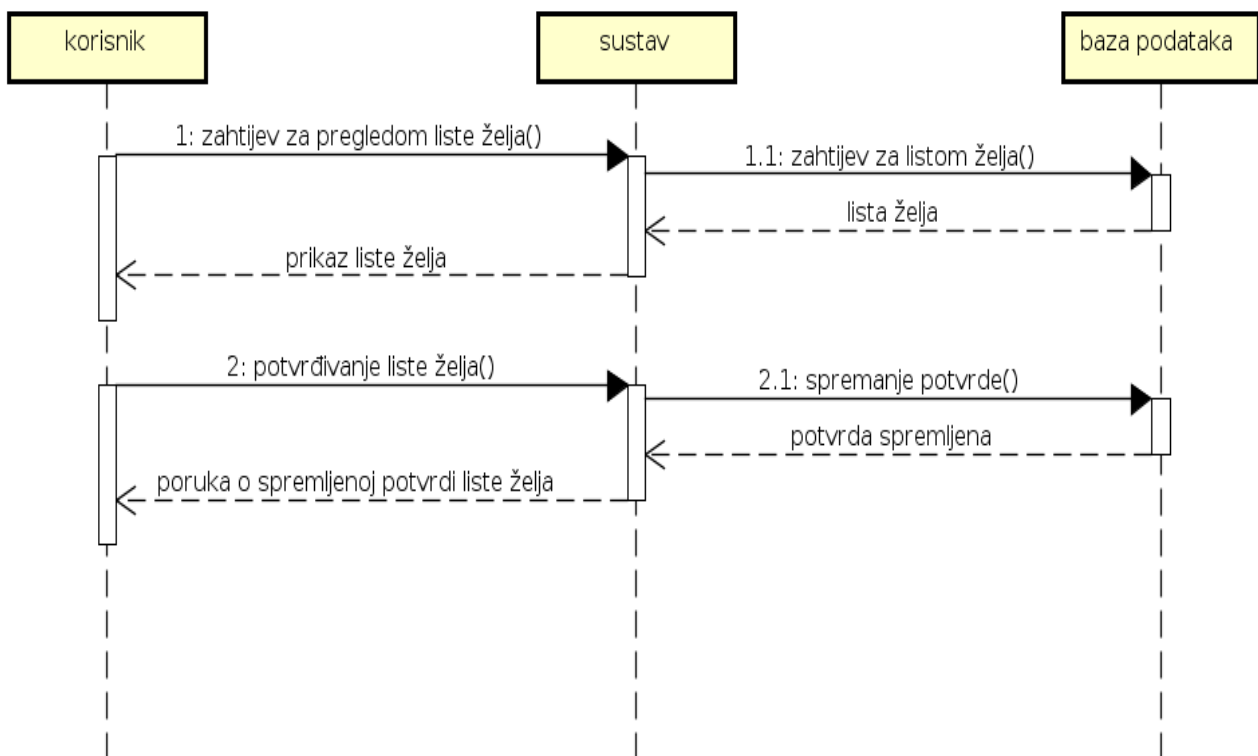 korisnik
sustav
baza podataka
1: zahtijev za pregledom liste želja()
1.1: zahtijev za listom želja()
lista želja
prikaz liste želja
2: potvrđivanje liste želja()
2.1: spremanje potvrde()
potvrda spremljena
poruka o spremljenoj potvrdi liste želja